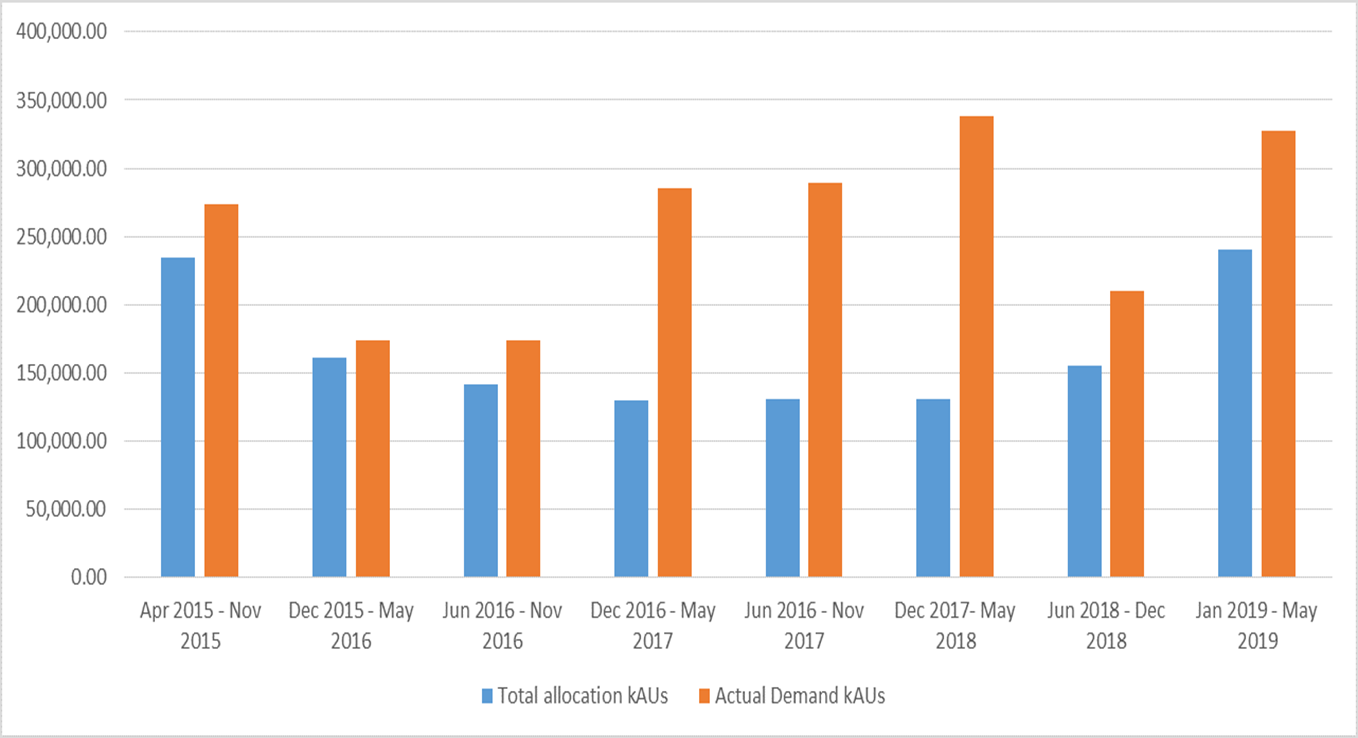 400,000.00
350,000.00
300,000.00
250,000.00
200,000.00
150,000.00
100,000.00
50,000.00
0.00
Apr 2015 - Nov
2015
Dec 2015 - May
2016
Jun 2016 - Nov
2016
Dec 2016 - May
2017
Jun 2016 - Nov
2017
Dec 2017- May
2018
Jun 2018 - Dec
2018
Jan 2019 - May
2019
Total allocation kAUs
Actual Demand kAUs